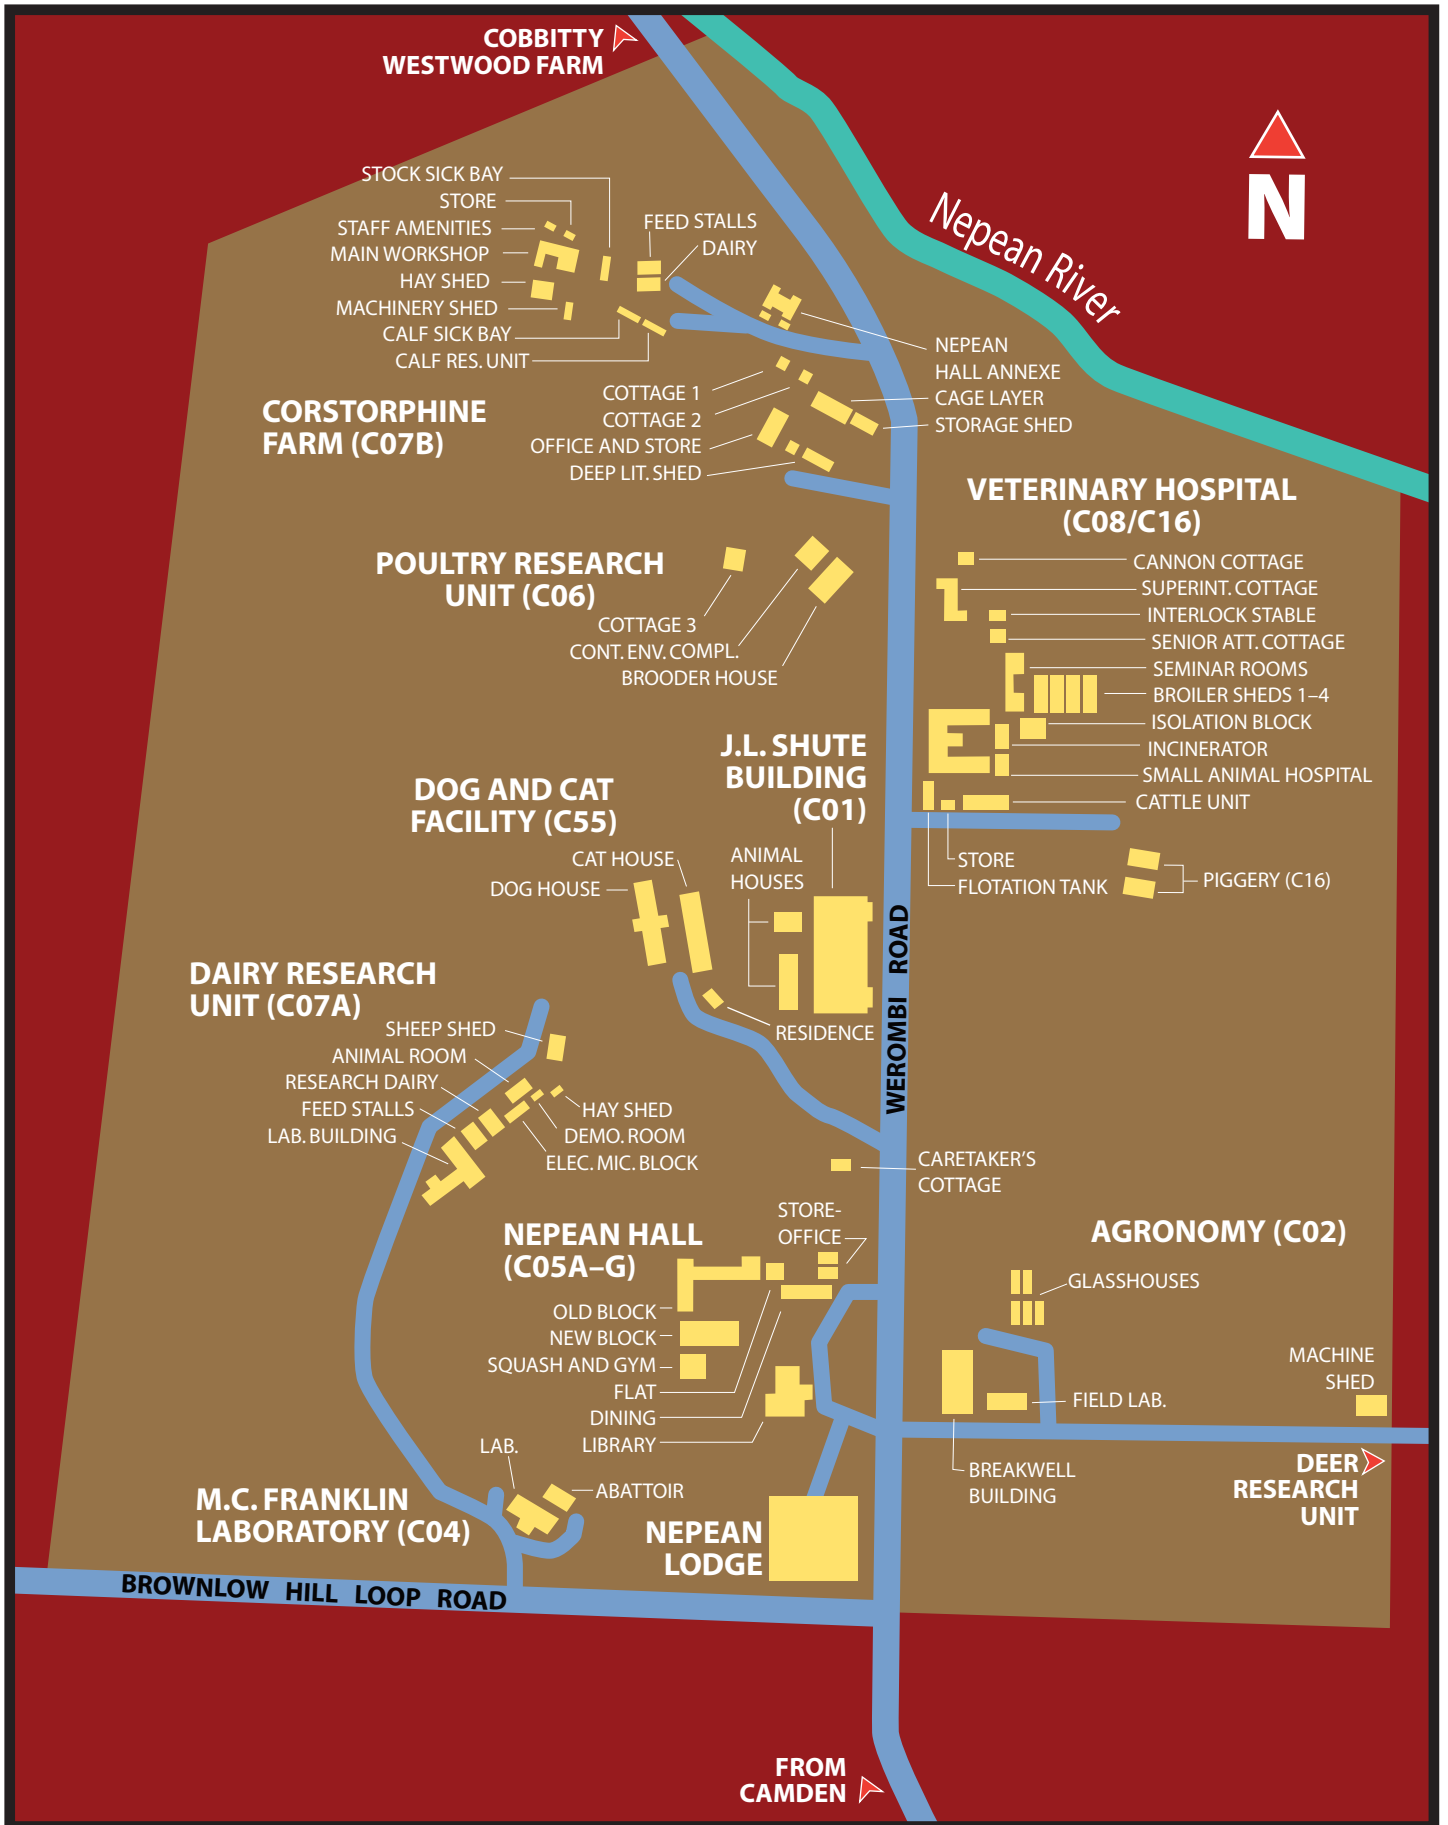 COBBITTY
WESTWOOD FARM
N
Nepean River
STOCK SICK BAY
STORE
STAFF AMENITIES
MAIN WORKSHOP
HAY SHED
MACHINERY SHED
CALF SICK BAY
CALF RES. UNIT
FEED STALLS
DAIRY
CORSTORPHINE
FARM (C07B)
NEPEAN
HALL ANNEXE
CAGE LAYER
STORAGE SHED
COTTAGE 1
COTTAGE 2
OFFICE AND STORE
DEEP LIT. SHED
POULTRY RESEARCH
UNIT (C06)
COTTAGE 3
CONT. ENV. COMPL.
BROODER HOUSE
VETERINARY HOSPITAL
(C08/C16)
CANNON COTTAGE
SUPERINT. COTTAGE
INTERLOCK STABLE
SENIOR ATT. COTTAGE
SEMINAR ROOMS
BROILER SHEDS 1–4
ISOLATION BLOCK
INCINERATOR
SMALL ANIMAL HOSPITAL
CATTLE UNIT
STORE
FLOTATION TANK
PIGGERY (C16)
J.L. SHUTE
BUILDING
(C01)
ANIMAL
HOUSES
DOG AND CAT
FACILITY (C55)
CAT HOUSE
DOG HOUSE
RESIDENCE
WEROMBI ROAD
DAIRY RESEARCH
UNIT (C07A)
SHEEP SHED
ANIMAL ROOM
RESEARCH DAIRY
FEED STALLS
LAB. BUILDING
HAY SHED
DEMO. ROOM
ELEC. MIC. BLOCK
CARETAKER'S
COTTAGE
STORE-
OFFICE
NEPEAN HALL
(C05A–G)
OLD BLOCK
NEW BLOCK
SQUASH AND GYM
FLAT
DINING
LIBRARY
AGRONOMY (C02)
GLASSHOUSES
MACHINE
SHED
FIELD LAB.
BREAKWELL
BUILDING
DEER
RESEARCH
UNIT
LAB.
ABATTOIR
M.C. FRANKLIN
LABORATORY (C04)
NEPEAN
LODGE
BROWNLOW HILL LOOP ROAD
FROM
CAMDEN